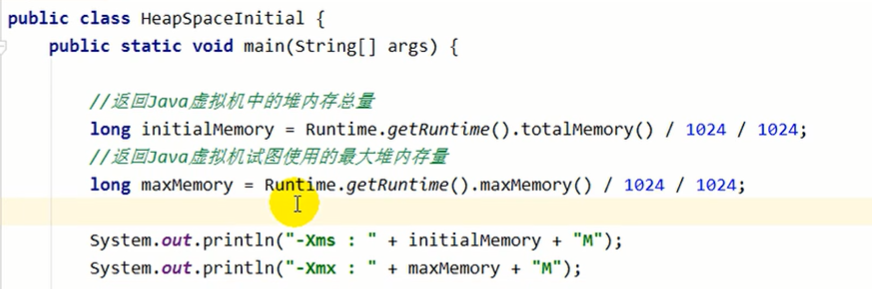 public class HeapSpaceInitial {
public static void main(String[] args) {
//返回Java虚拟机中的堆内存总量
long initialMemory = Runtime.getRuntime().totalMemory() / 1024 / 1024;
//返回Java虚拟机试图使用的最大堆内存量
long maxMemory = Runtime.getRuntime().maxMemory() / 1024 / 1024;
System.out.println("-Xms : " + initialMemory + "M");
System.out.println("-Xmx : " + maxMemory + "M");